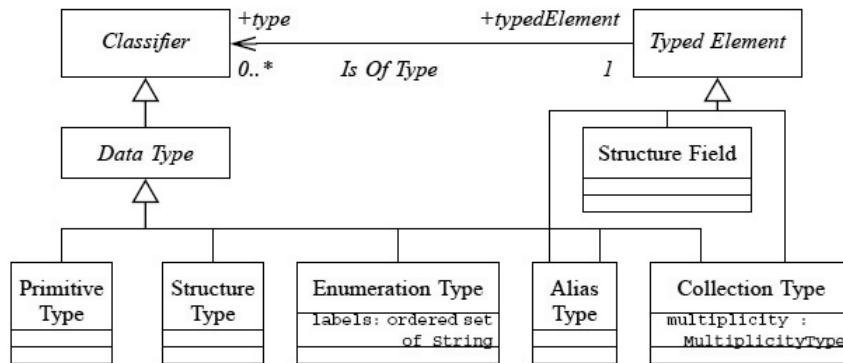 Classifier
+type
+typedElement
Typed Element
0..*
Is Of Type
1
Data Type
Structure Field
Primitive
Type
Structure
Type
Enumeration Type
labels: ordered set
of String
Alias
Type
Collection Type
multiplicity :
MultiplicityType